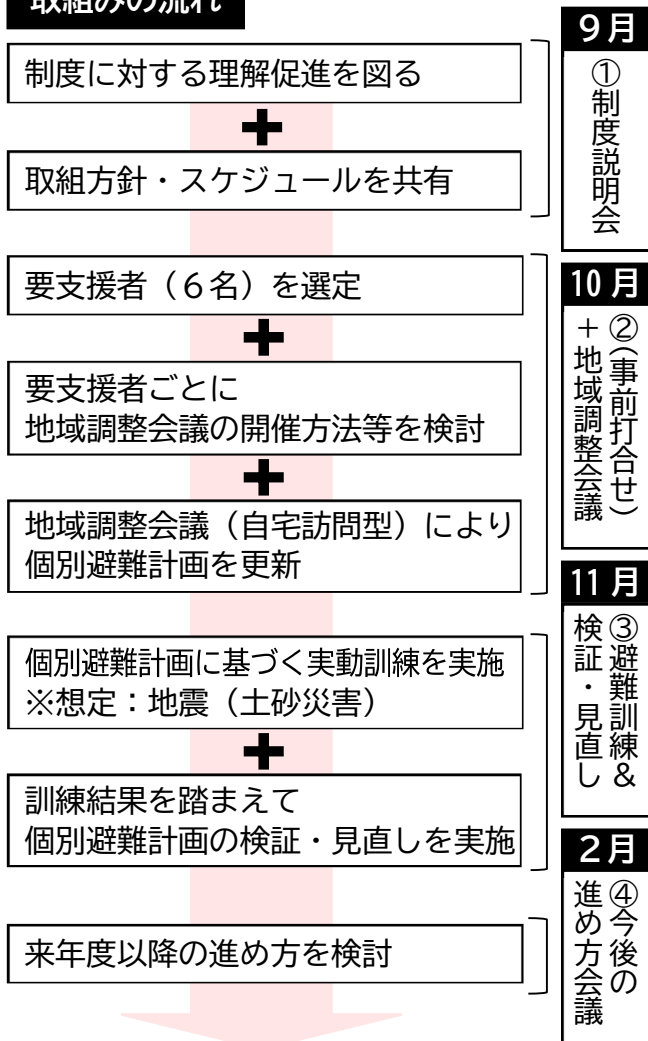 取組みの流れ
制度に対する理解促進を図る
＋
取組方針・スケジュールを共有
9月
①制度説明会
要支援者（６名）を選定
＋
要支援者ごとに
地域調整会議の開催方法等を検討
＋
地域調整会議（自宅訪問型）により
個別避難計画を更新
10月
②（事前打合せ）
＋地域調整会議
個別避難計画に基づく実動訓練を実施
※想定：地震（土砂災害）
＋
訓練結果を踏まえて
個別避難計画の検証・見直しを実施
11月
③避難訓練＆
検証・見直し
来年度以降の進め方を検討
2月
④今後の
進め方会議